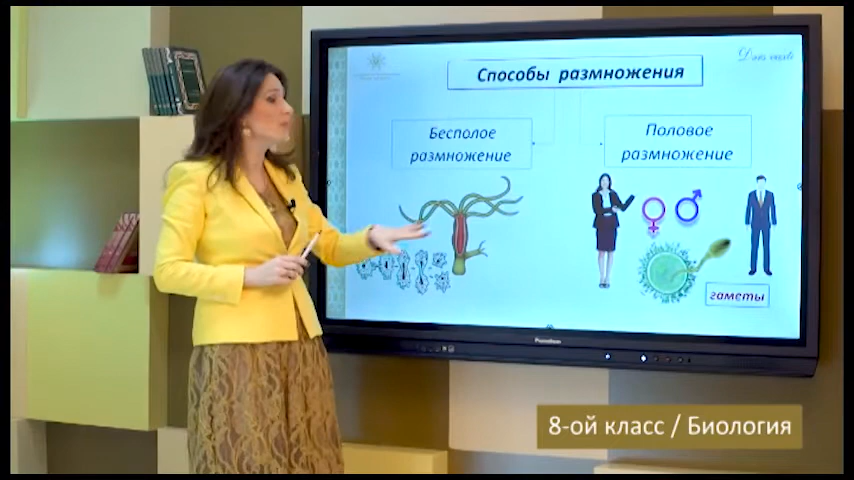 Способы размножения
Бесполое
размножение
Половое
размножение
гаметы
8-ой класс / Биология